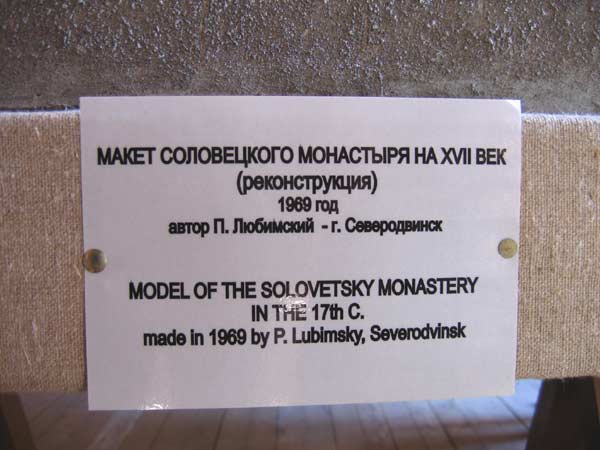 МАКЕТ СОЛОВЕЦКОГО МОНАСТЫРЯ НА XVII ВЕК
(реконструкция)
1969 год
автор П. Любимский - г. Северодвинск
MODEL OF THE SOLOVETSKY MONASTERY
IN THE 17th C.
made in 1969 by P. Lubimsky, Severodvinsk